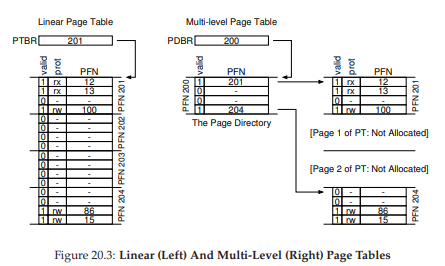 Linear Page Table
PTBR 201
valid prot PFN
1 rx 12
1 rx 13
0 - -
1 rw 100
PFN 201
0 - -
0 - -
0 - -
0 - -
PFN 202
0 - -
0 - -
0 - -
0 - -
PFN 203
0 - -
0 - -
1 rw 86
1 rw 15
PFN 204
Multi-level Page Table
PDBR 200
valid PFN
PFN 200
1 201
0 -
0 -
1 204
The Page Directory
valid prot PFN
1 rx 12
1 rx 13
0 - -
1 rw 100
PFN 201
[Page 1 of PT: Not Allocated]
[Page 2 of PT: Not Allocated]
0 - -
0 - -
1 rw 86
1 rw 15
PFN 204
Figure 20.3: Linear (Left) And Multi-Level (Right) Page Tables